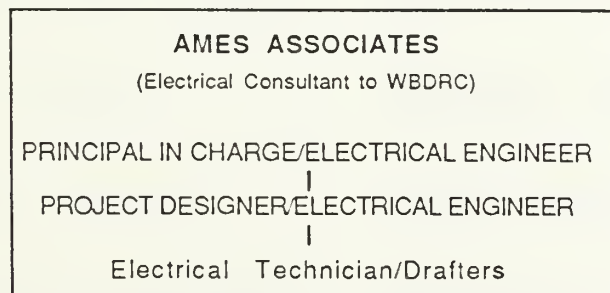 AMES ASSOCIATES
(Electrical Consultant to WBDRC)
PRINCIPAL IN CHARGE/ELECTRICAL ENGINEER
PROJECT DESIGNER/ELECTRICAL ENGINEER
Electrical Technician/Drafters